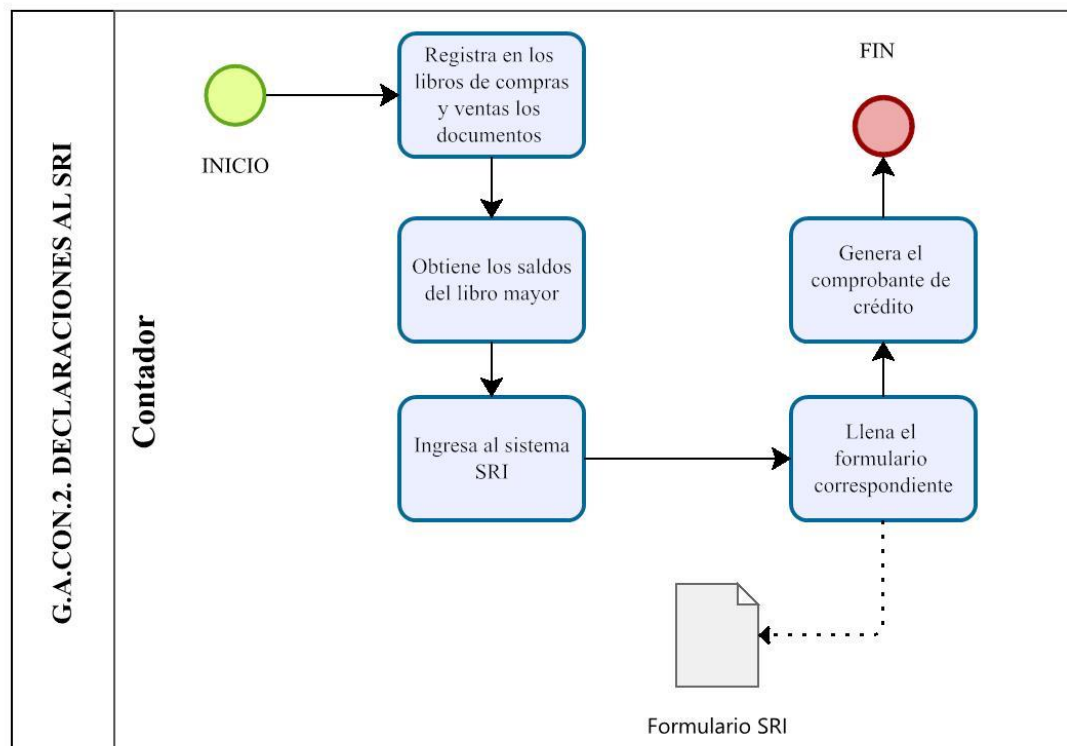 G.A.CON.2. DECLARACIONES AL SRI
Contador
INICIO
Registra en los
libros de compras
y ventas los
documentos
Obtiene los saldos
del libro mayor
Ingresa al sistema
SRI
Llena el
formulario
correspondiente
Formulario SRI
Genera el
comprobante de
crédito
FIN